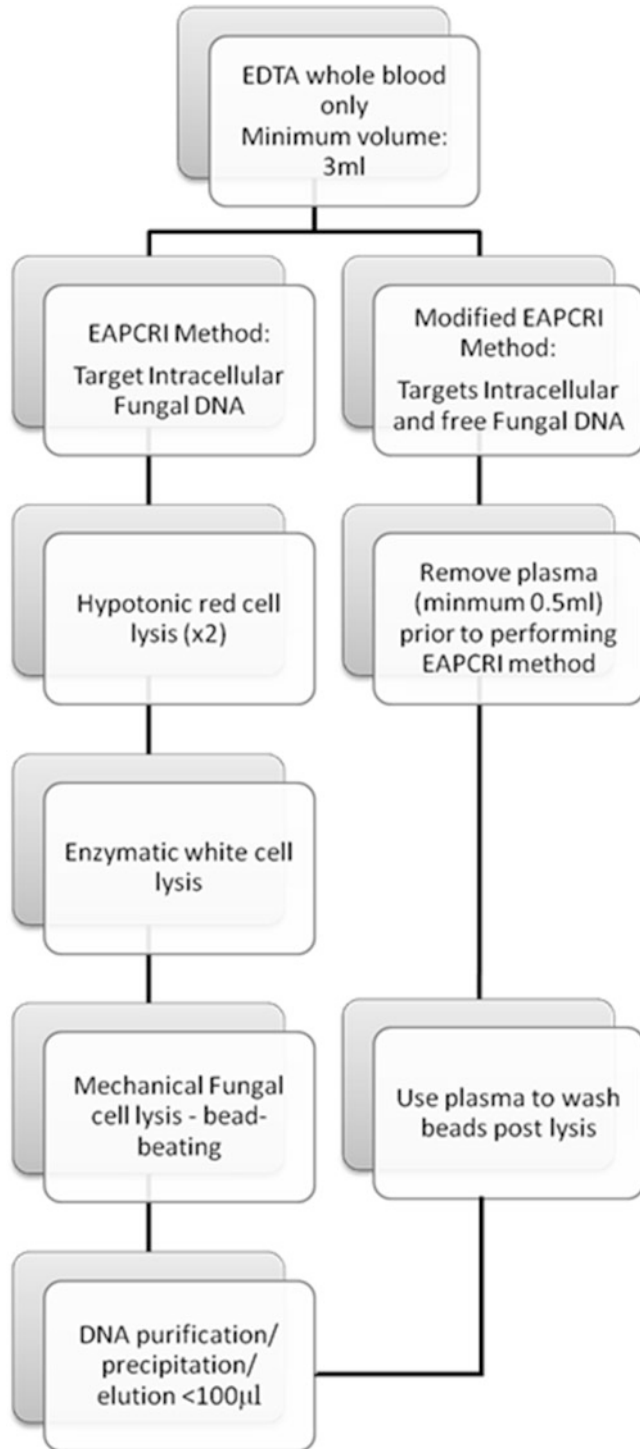 EDTA whole blood
only
Minimum volume:
3ml
EAPCRI Method:
Target Intracellular
Fungal DNA
Modified EAPCRI
Method:
Targets Intracellular
and free Fungal DNA
Hypotonic red cell
lysis (x2)
Remove plasma
(minmum 0.5ml)
prior to performing
EAPCRI method
Enzymatic white cell
lysis
Mechanical Fungal
cell lysis - bead-
beating
Use plasma to wash
beads post lysis
DNA purification/
precipitation/
elution <100µl